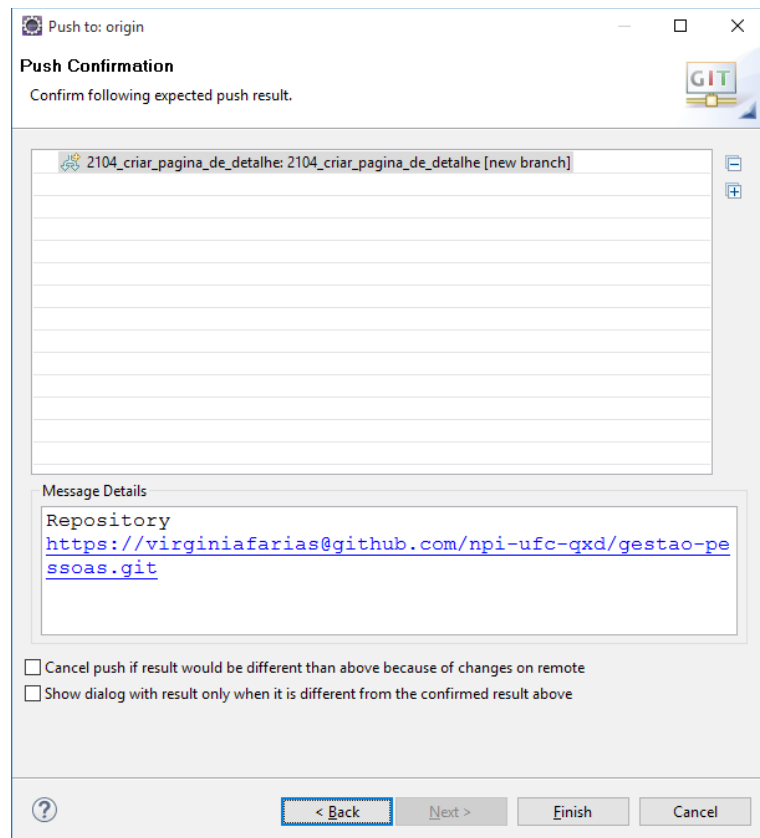 Push to: origin
Push Confirmation
Confirm following expected push result.
GIT
2104_criar_pagina_de_detalhe: 2104_criar_pagina_de_detalhe [new branch]
Message Details
Repository
https://virginiafarias@github.com/npi-ufc-qxd/gestao-pe
ssoas.git
Cancel push if result would be different than above because of changes on remote
Show dialog with result only when it is different from the confirmed result above
? < Back Next > Finish Cancel